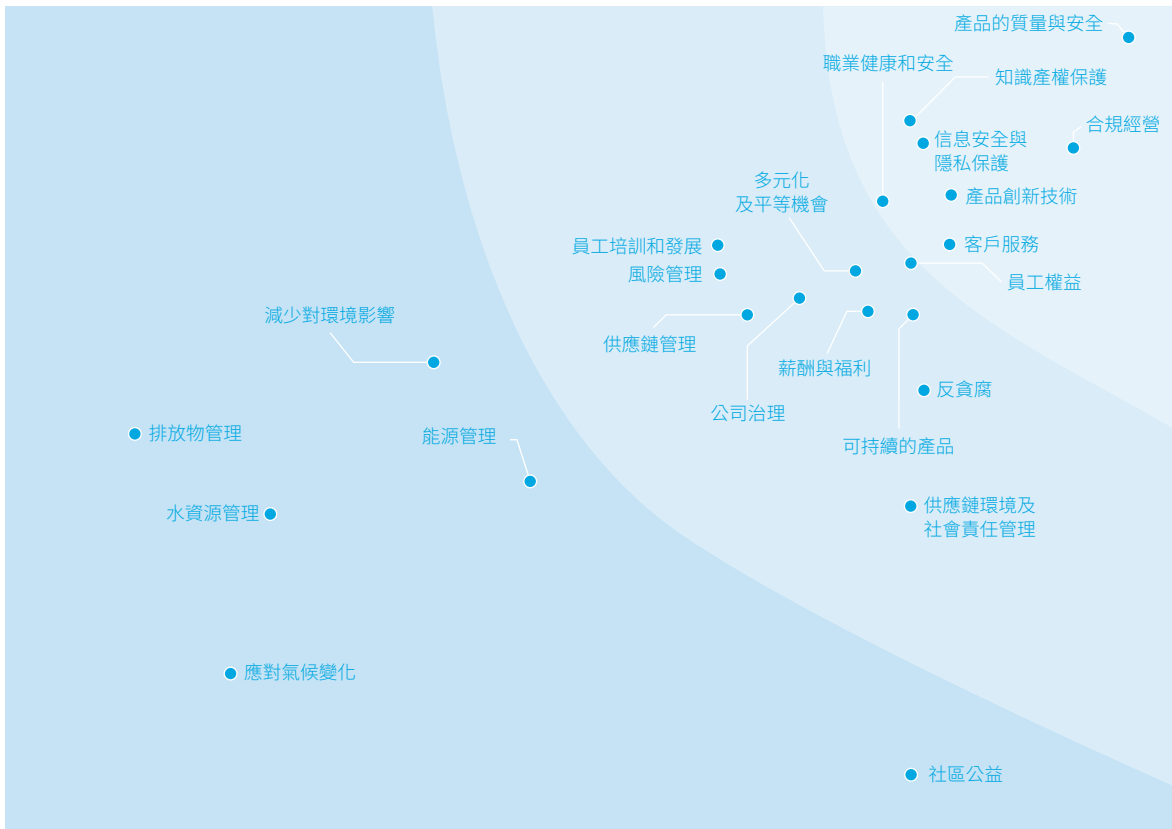 產品的質量與安全
職業健康和安全
知識產權保護
合規經營
信息安全與
隱私保護
多元化
及平等機會
產品創新技術
員工培訓和發展
客戶服務
風險管理
員工權益
減少對環境影響
供應鏈管理
薪酬與福利
反貪腐
公司治理
排放物管理
能源管理
可持續的產品
水資源管理
供應鏈環境及
社會責任管理
應對氣候變化
社區公益